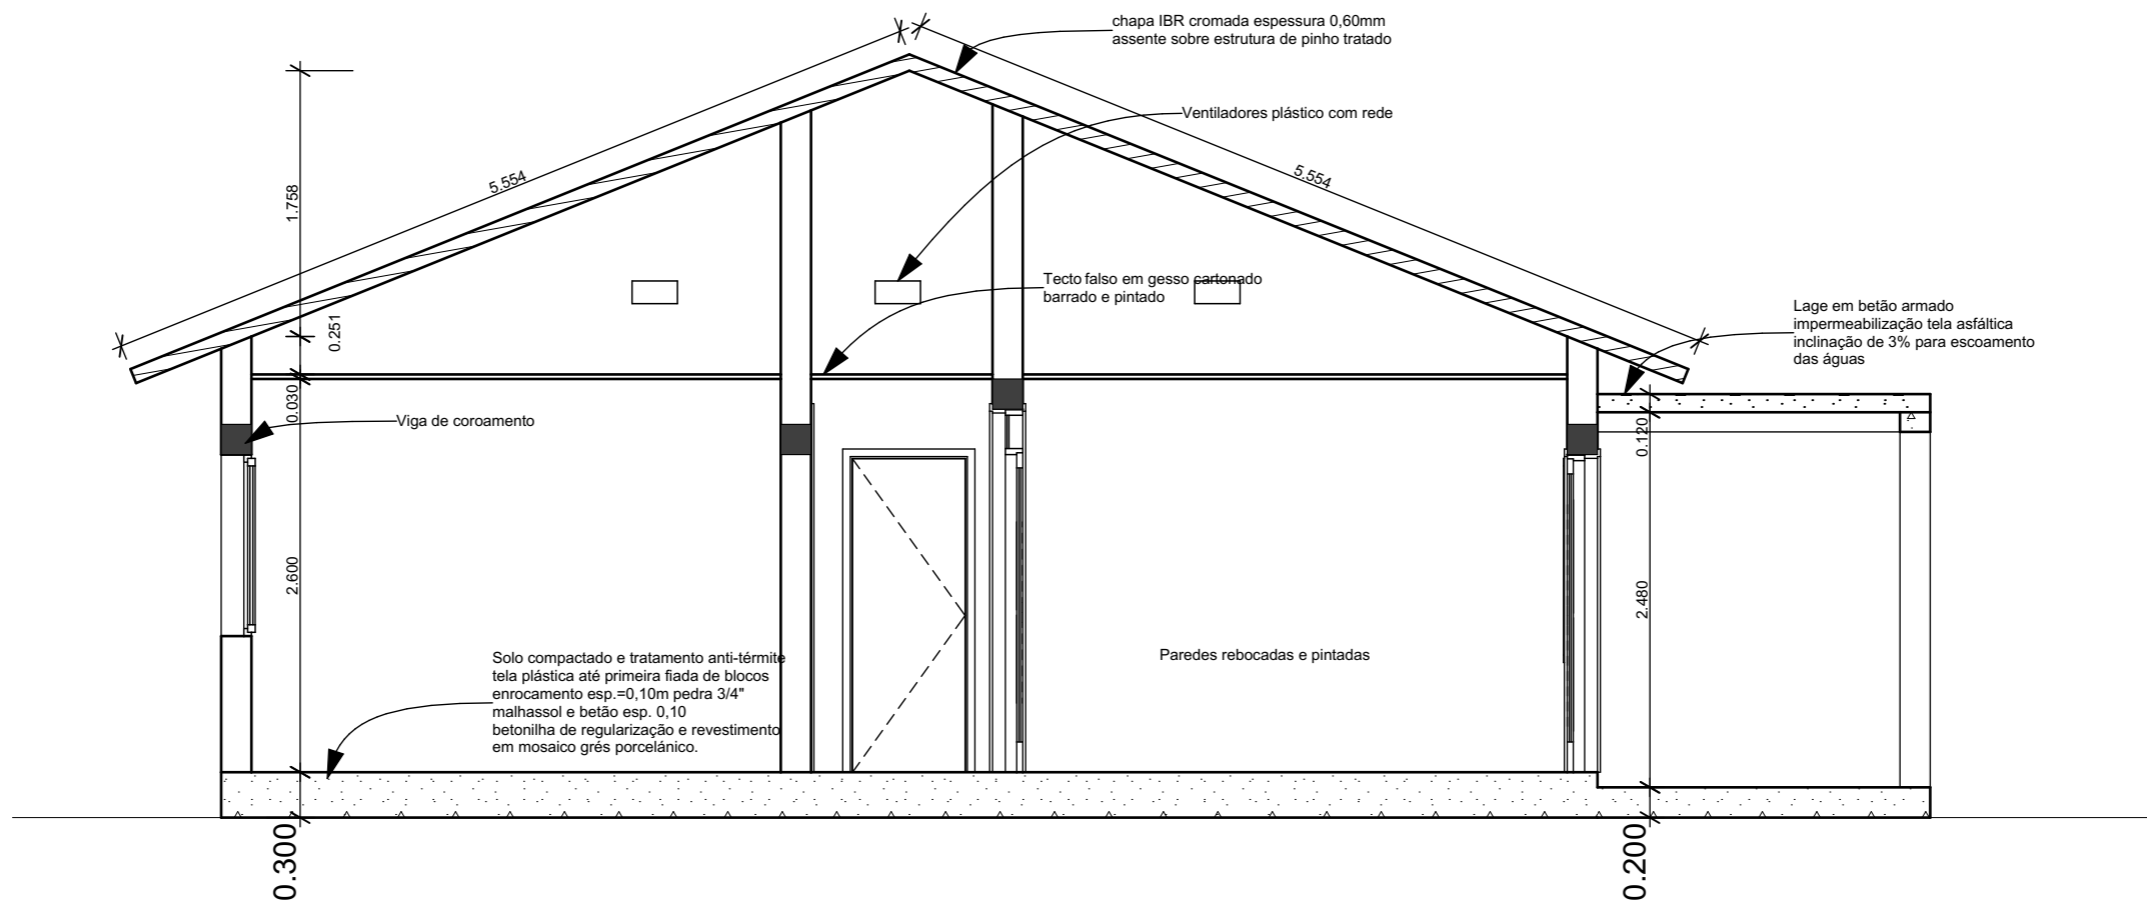 chapa IBR cromada espessura 0,60mm
assente sobre estrutura de pinho tratado
Ventiladores plástico com rede
5.554
5.554
1.758
Tecto falso em gesso cartonado
barrado e pintado
0.251
Lage em betão armado
impermeabilização tela asfáltica
inclinação de 3% para escoamento
das águas
0.030
Viga de coroamento
0.120
2.600
2.480
Solo compactado e tratamento anti-térmite
tela plástica até primeira fiada de blocos
enrocamento esp.=0,10m pedra 3/4"
malhassol e betão esp. 0,10
betonilha de regularização e revestimento
em mosaico grés porcelánico.
Paredes rebocadas e pintadas
0.300
0.200